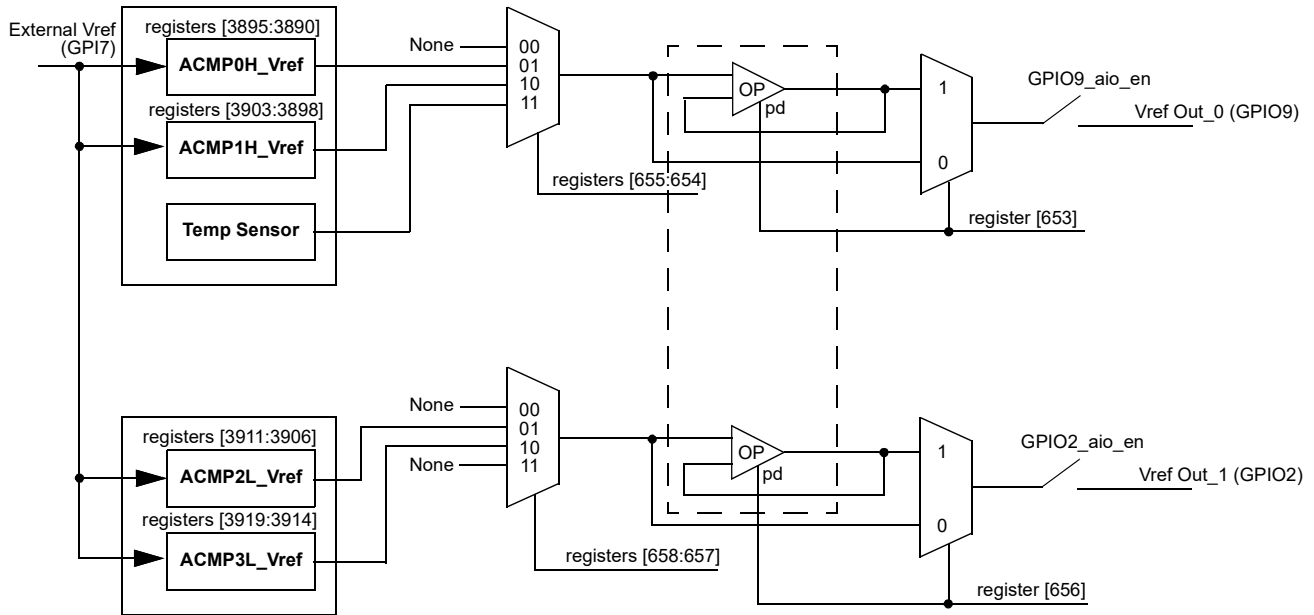 External Vref
(GPI7)
registers [3895:3890]
ACMP0H_Vref
registers [3903:3898]
ACMP1H_Vref
Temp Sensor
None
00
01
10
11
registers [655:654]
OP
pd
1
0
register [653]
GPIO9_aio_en
Vref Out_0 (GPIO9)
registers [3911:3906]
ACMP2L_Vref
registers [3919:3914]
ACMP3L_Vref
None
None
00
01
10
11
registers [658:657]
OP
pd
1
0
register [656]
GPIO2_aio_en
Vref Out_1 (GPIO2)